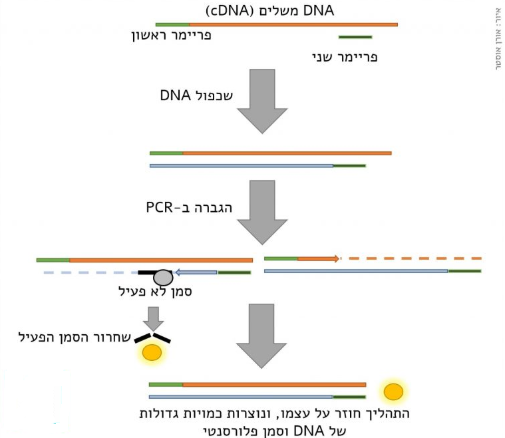 DNA משלים (cDNA)
פריימר ראשון
פריימר שני
שכפול DNA
הגברה ב-PCR
סמן לא פעיל
שחרור הסמן הפעיל
התהליך חוזר על עצמו, ונוצרות כמויות גדולות
של DNA וסמן פלורסנטי